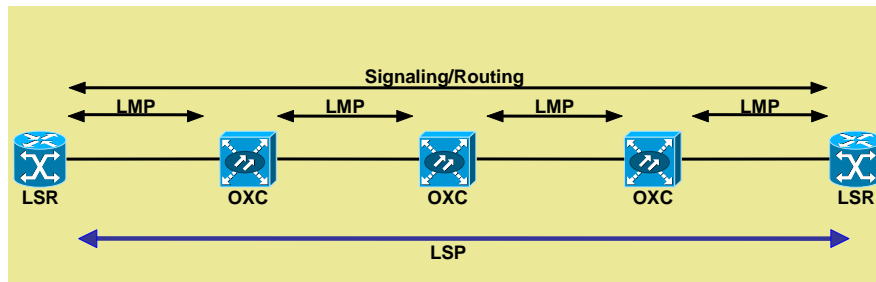 Signaling/Routing
LMP LMP LMP LMP
LSR OXC OXC OXC LSR
LSP